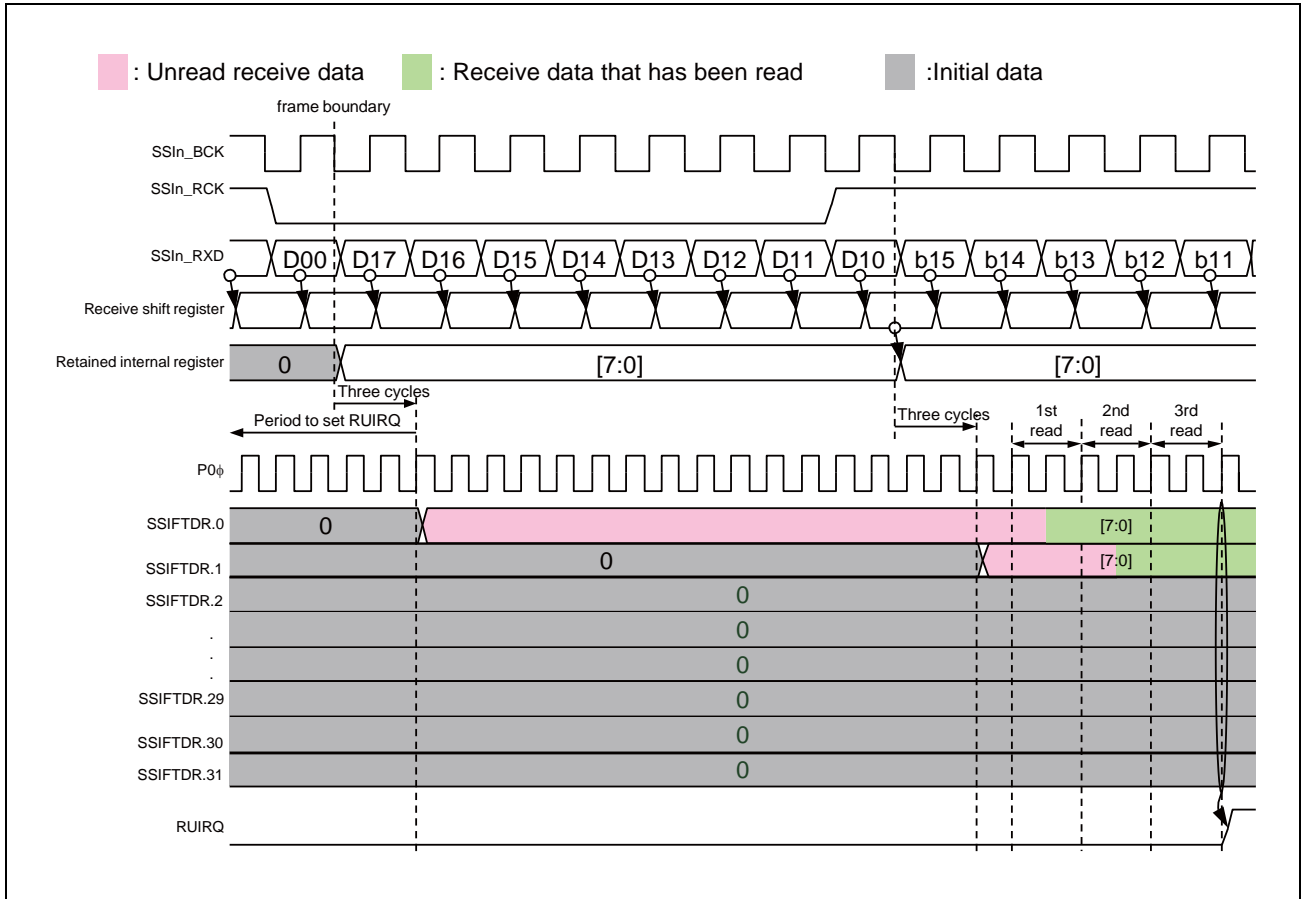 : Unread receive data : Receive data that has been read :Initial data
frame boundary
SSIn_BCK
SSIn_RCK
SSIn_RXD D00 D17 D16 D15 D14 D13 D12 D11 D10 b15 b14 b13 b12 b11
Receive shift register
Retained internal register 0 [7:0] [7:0]
Three cycles
Period to set RUIRQ
Three cycles
1st read
2nd read
3rd read
P0ϕ
SSIFTDR.0 0 [7:0]
SSIFTDR.1 0 [7:0]
SSIFTDR.2 0
. 0
. 0
.
SSIFTDR.29 0
SSIFTDR.30 0
SSIFTDR.31 0
RUIRQ